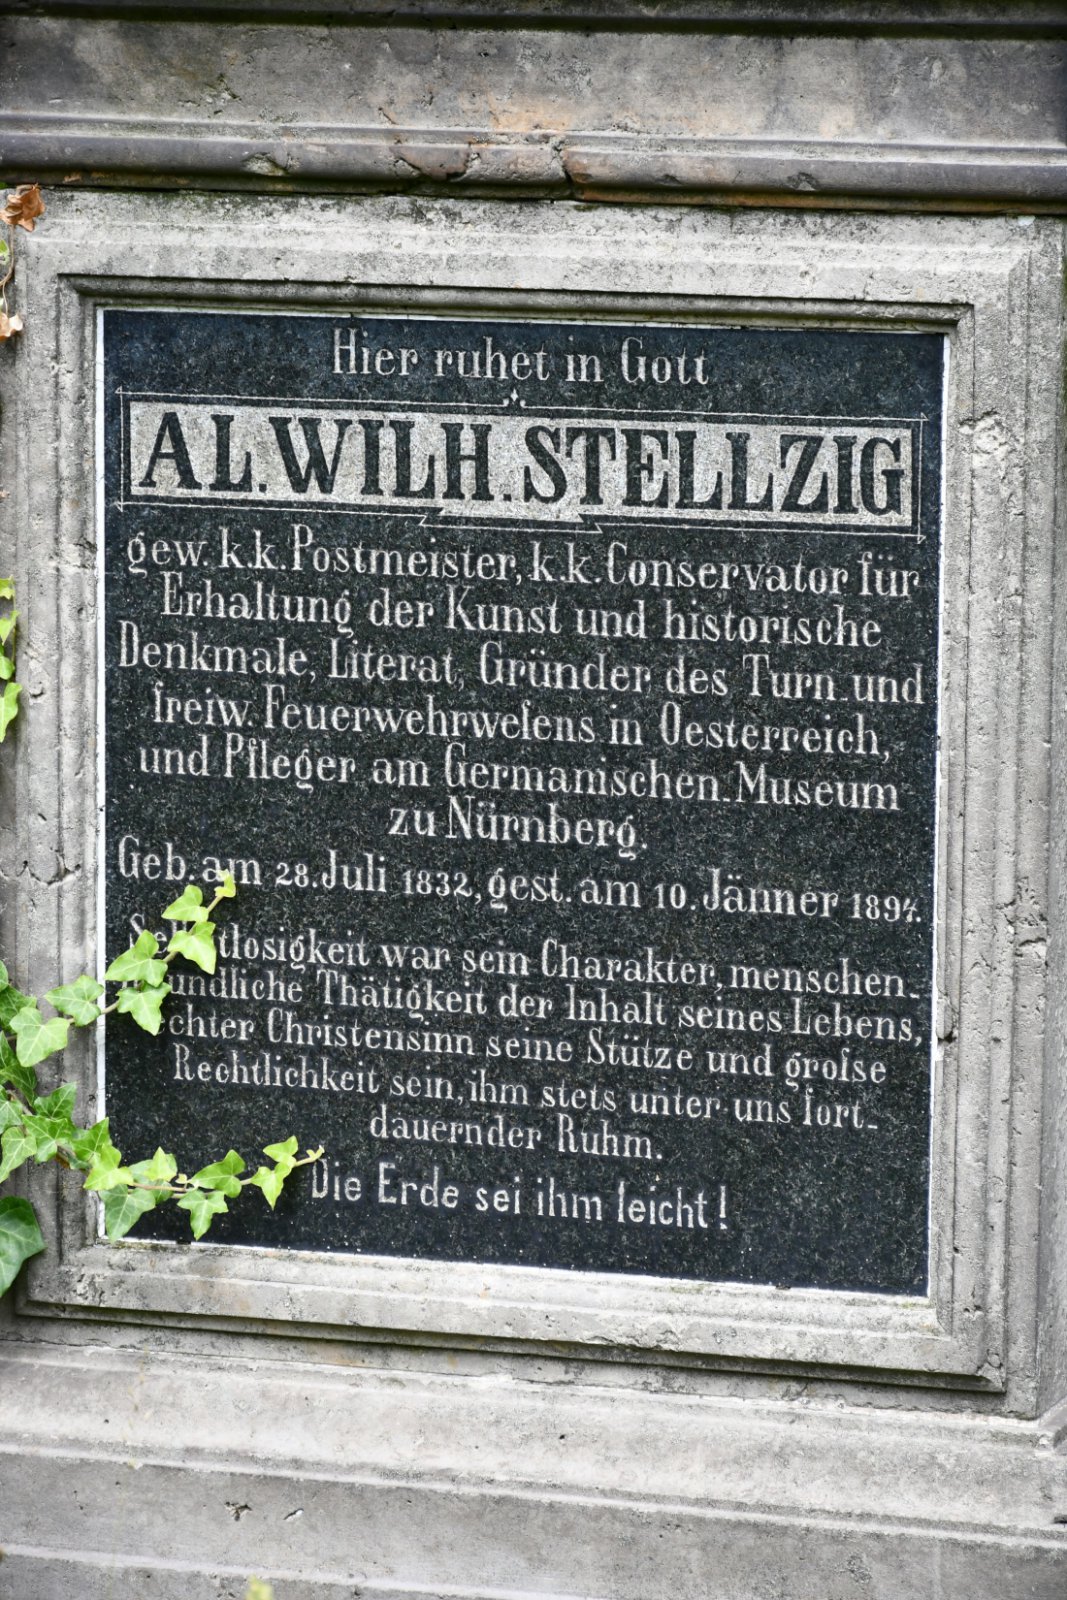 Hier ruhet in Gott
AL. WILH. STELLZIG
gew. k.k. Postmeister, k.k. Conservator für
Erhaltung der Kunst und historische
Denkmale, Literat, Gründer des Turn- und
freiw. Feuerwehrweſens in Oesterreich,
und Pfleger am Germanischen-Museum
zu Nürnberg.
Geb. am 28. Juli 1832, gest. am 10. Jänner 1894.
Selbstlosigkeit war sein Charakter, menschen-
freundliche Thätigkeit der Inhalt seines Lebens,
echter Christensinn seine Stütze und groſse
Rechtlichkeit sein, ihm stets unter uns fort-
dauernder Ruhm.
Die Erde sei ihm leicht!